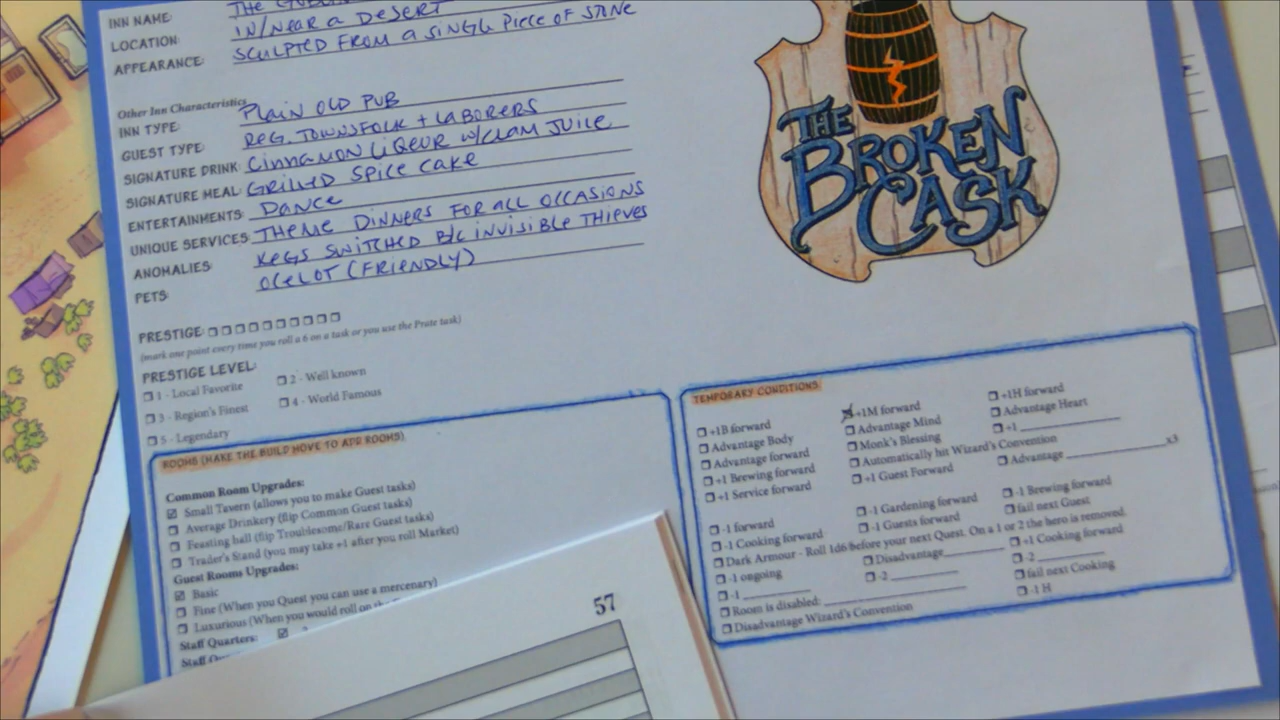 INN NAME: THE
LOCATION: IN/NEAR A DESERT
APPEARANCE: SCULPTED FROM A SINGLE PIECE OF STONE
Other Inn Characteristics
INN TYPE: PLAIN OLD PUB
GUEST TYPE: REG. TOWNSFOLK + LABORERS
SIGNATURE DRINK: CINNAMON LIQEUR W/CLAM JUICE
SIGNATURE MEAL: GRILLED SPICE CAKE
ENTERTAINMENTS: DANCE
UNIQUE SERVICES: THEME DINNERS FOR ALL OCCASIONS
ANOMALIES: KEGS SWITCHED B/C INVISIBLE THIEVES
PETS: OCELOT (FRIENDLY)
PRESTIGE:
(mark one point every time you roll a 6 on a task or you use the Prate task)
PRESTIGE LEVEL:
1 - Local Favorite
2 - Well known
3 - Region's Finest
4 - World Famous
5 - Legendary
ROOMS (MAKE THE BUILD MOVE TO ADD ROOMS)
Common Room Upgrades:
Small Tavern (allows you to make Guest tasks)
Average Drinkery (flip Common Guest tasks)
Feasting hall (flip Troublesome/Rare Guest tasks)
Trader's Stand (you may take +1 after you roll Market)
Guest Rooms Upgrades:
Basic
Fine (When you Quest you can use a mercenary)
Luxurious (When you would roll on
Staff Quarters:
THE
BROKEN
CASK
TEMPORARY CONDITIONS:
+1B forward
+1M forward
+1H forward
Advantage Body
Advantage Mind
Advantage Heart
Advantage forward
Monk's Blessing
+1
+1 Brewing forward
Automatically hit Wizard's Convention
+1 Service forward
+1 Guest Forward
Advantage x3
-1 forward
-1 Gardening forward
-1 Brewing forward
-1 Cooking forward
-1 Guests forward
fail next Guest
Dark Armour - Roll 1d6 before your next Quest. On a 1 or 2 the hero is removed.
-1 ongoing
Disadvantage
+1 Cooking forward
-1
-2
-2
Room is disabled:
fail next Cooking
Disadvantage Wizard's Convention
-1 H
57